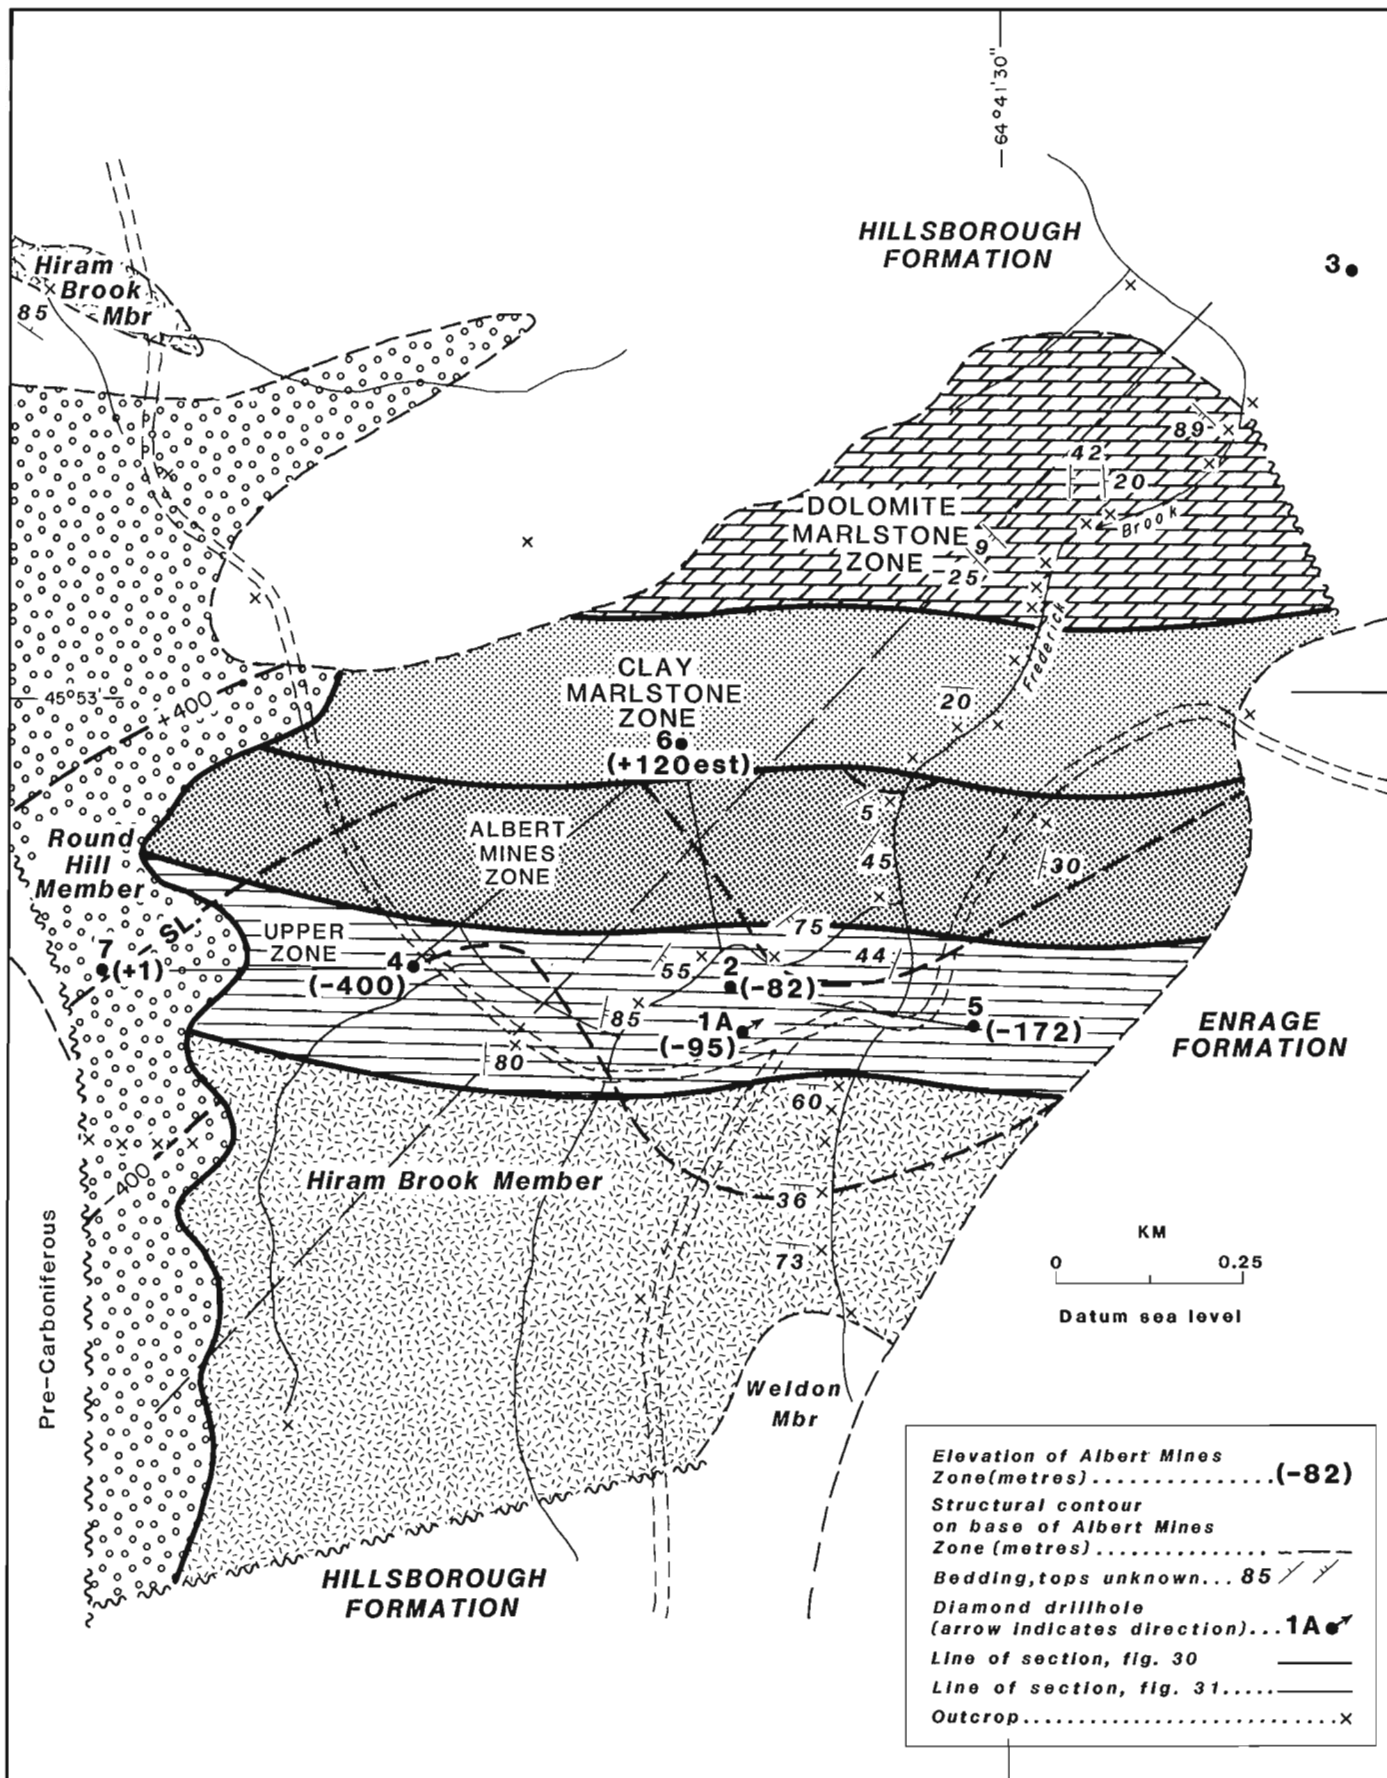 64°41'30"
HILLSBOROUGH
FORMATION
3
Hiram
Brook
Mbr
85
89
42
20
DOLOMITE
MARLSTONE
ZONE
9
25
Brook
Frederick
CLAY
MARLSTONE
ZONE
6
(+120est)
20
45°53'
+400
ALBERT
MINES
ZONE
5
45
30
Round
Hill
Member
SL
UPPER
ZONE
75
7
(+1)
4
(-400)
55
2
(-82)
44
85
1A
(-95)
5
(-172)
80
ENRAGE
FORMATION
60
-400
Hiram Brook Member
36
73
Pre-Carboniferous
KM
0 0.25
Datum sea level
Weldon
Mbr
HILLSBOROUGH
FORMATION
Elevation of Albert Mines
Zone(metres)...............(-82)
Structural contour
on base of Albert Mines
Zone (metres)..............
Bedding,tops unknown... 85
Diamond drillhole
(arrow indicates direction)...1A
Line of section, fig. 30
Line of section, fig. 31.....
Outcrop...........................x